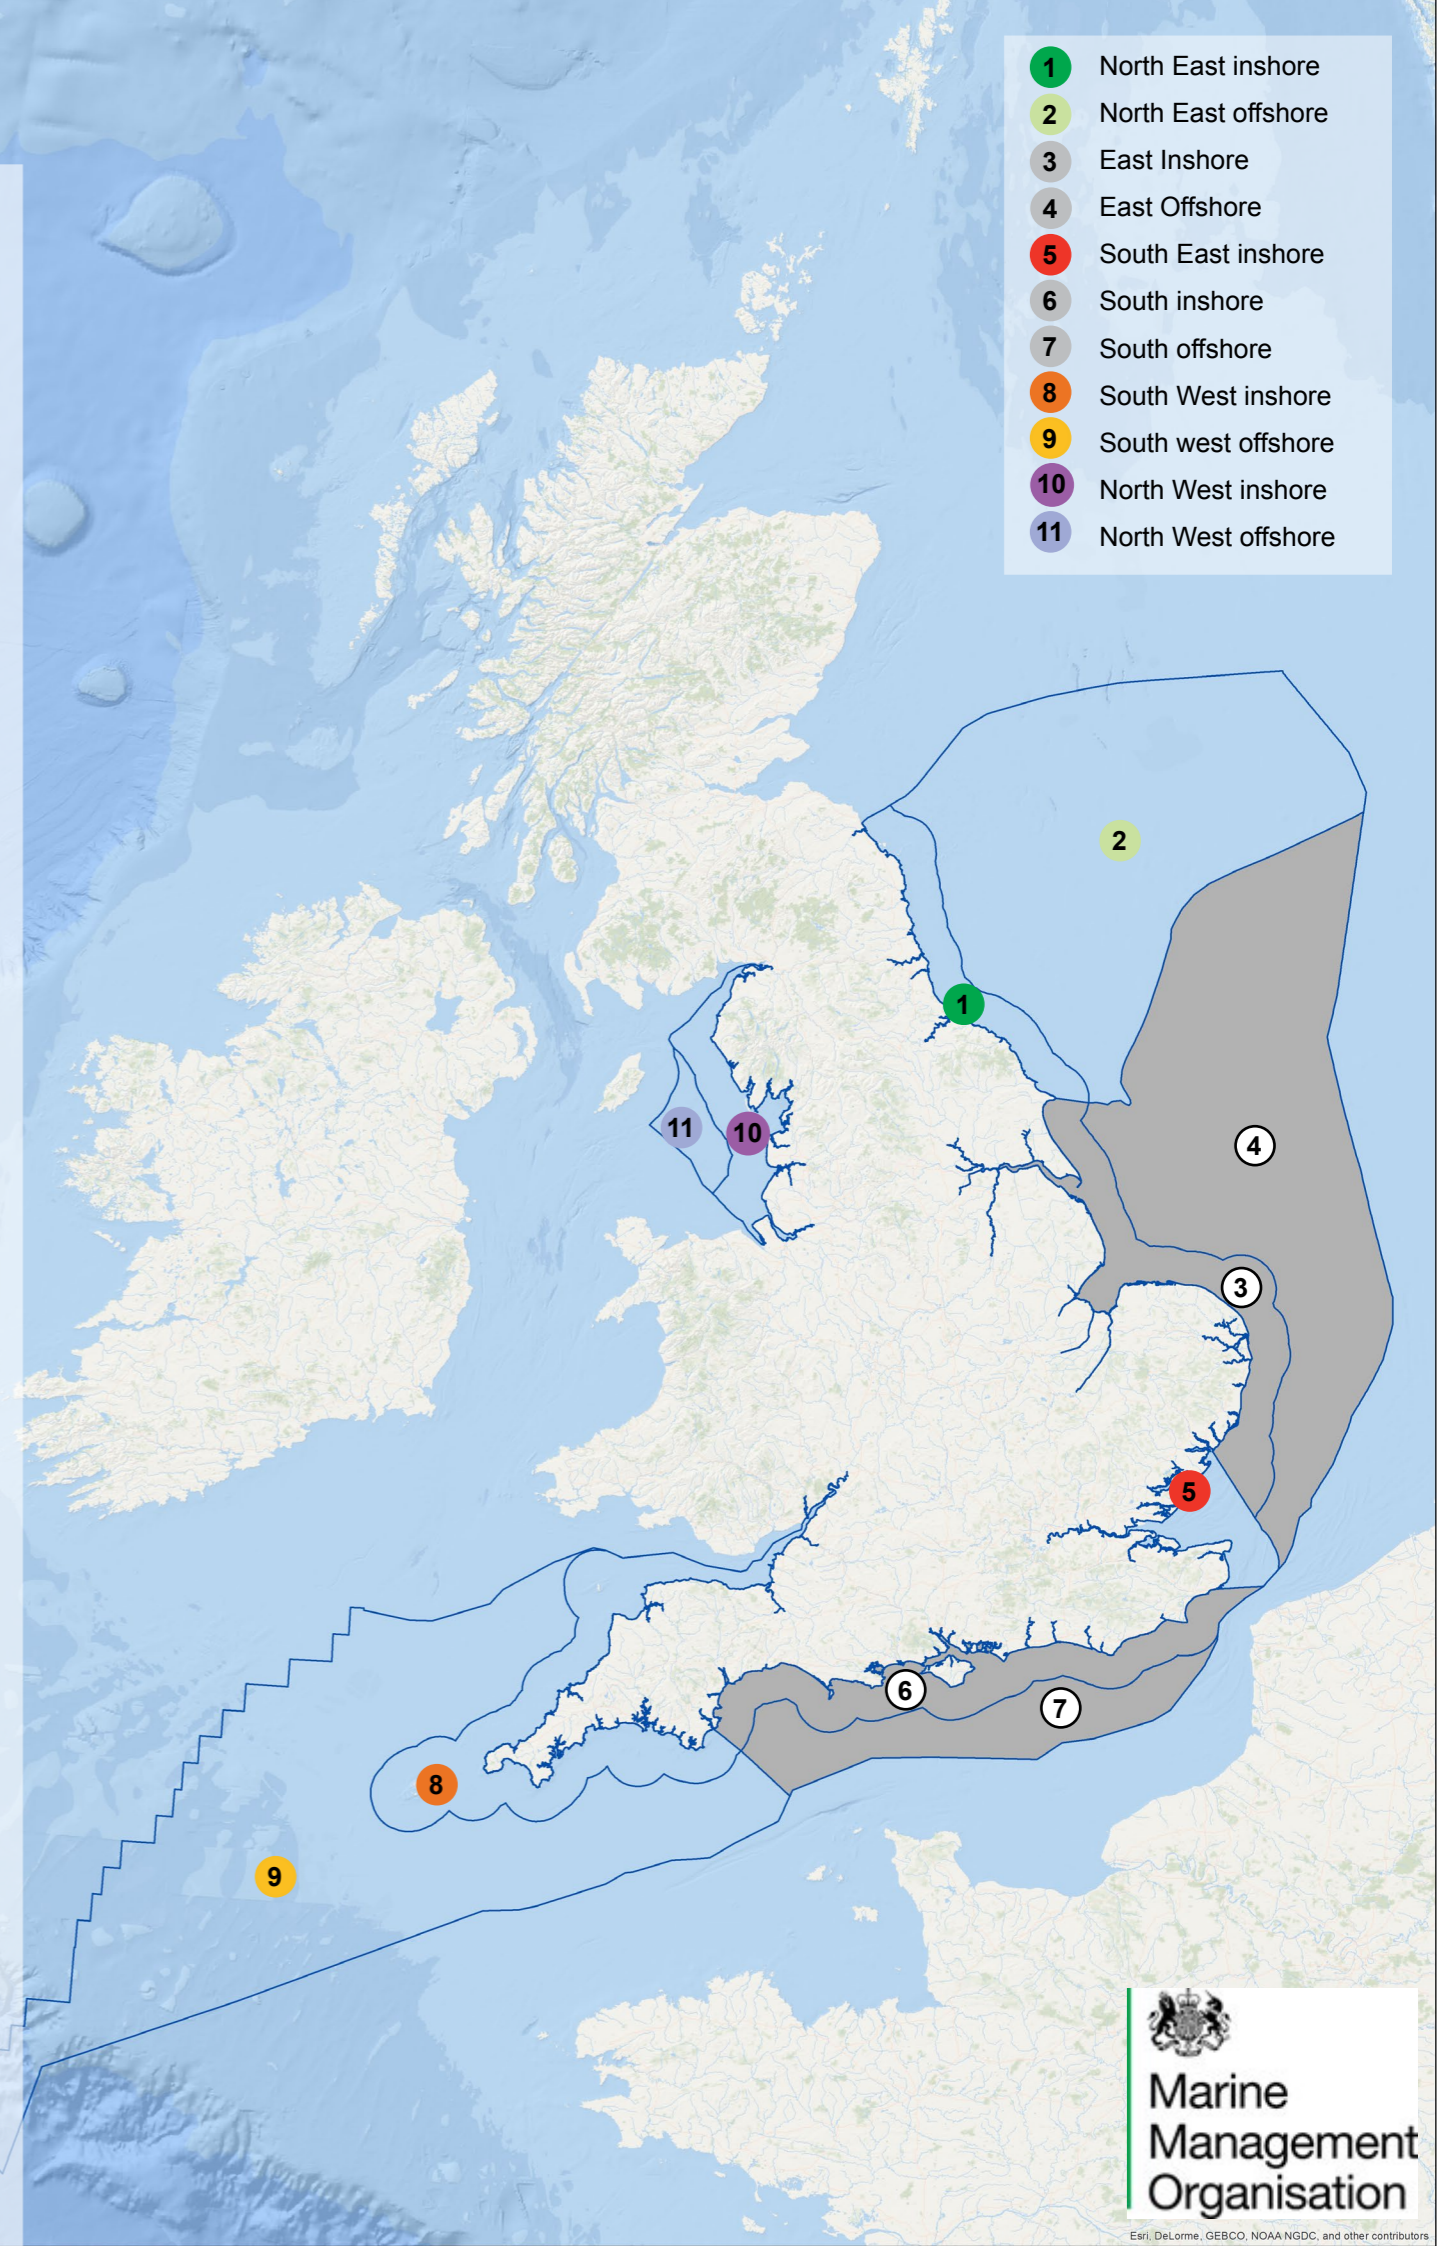 1 North East inshore
2 North East offshore
3 East Inshore
4 East Offshore
5 South East inshore
6 South inshore
7 South offshore
8 South West inshore
9 South west offshore
10 North West inshore
11 North West offshore
2
1
11
10
4
3
5
6
7
8
9
Marine
Management
Organisation
Esri, DeLorme, GEBCO, NOAA NGDC, and other contributors